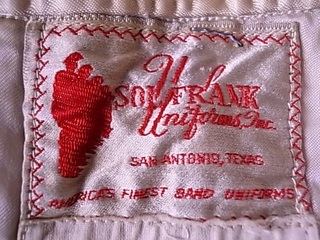 SOL FRANK
Uniforms, Inc.
SAN ANTONIO, TEXAS
AMERICA'S FINEST BAND UNIFORMS